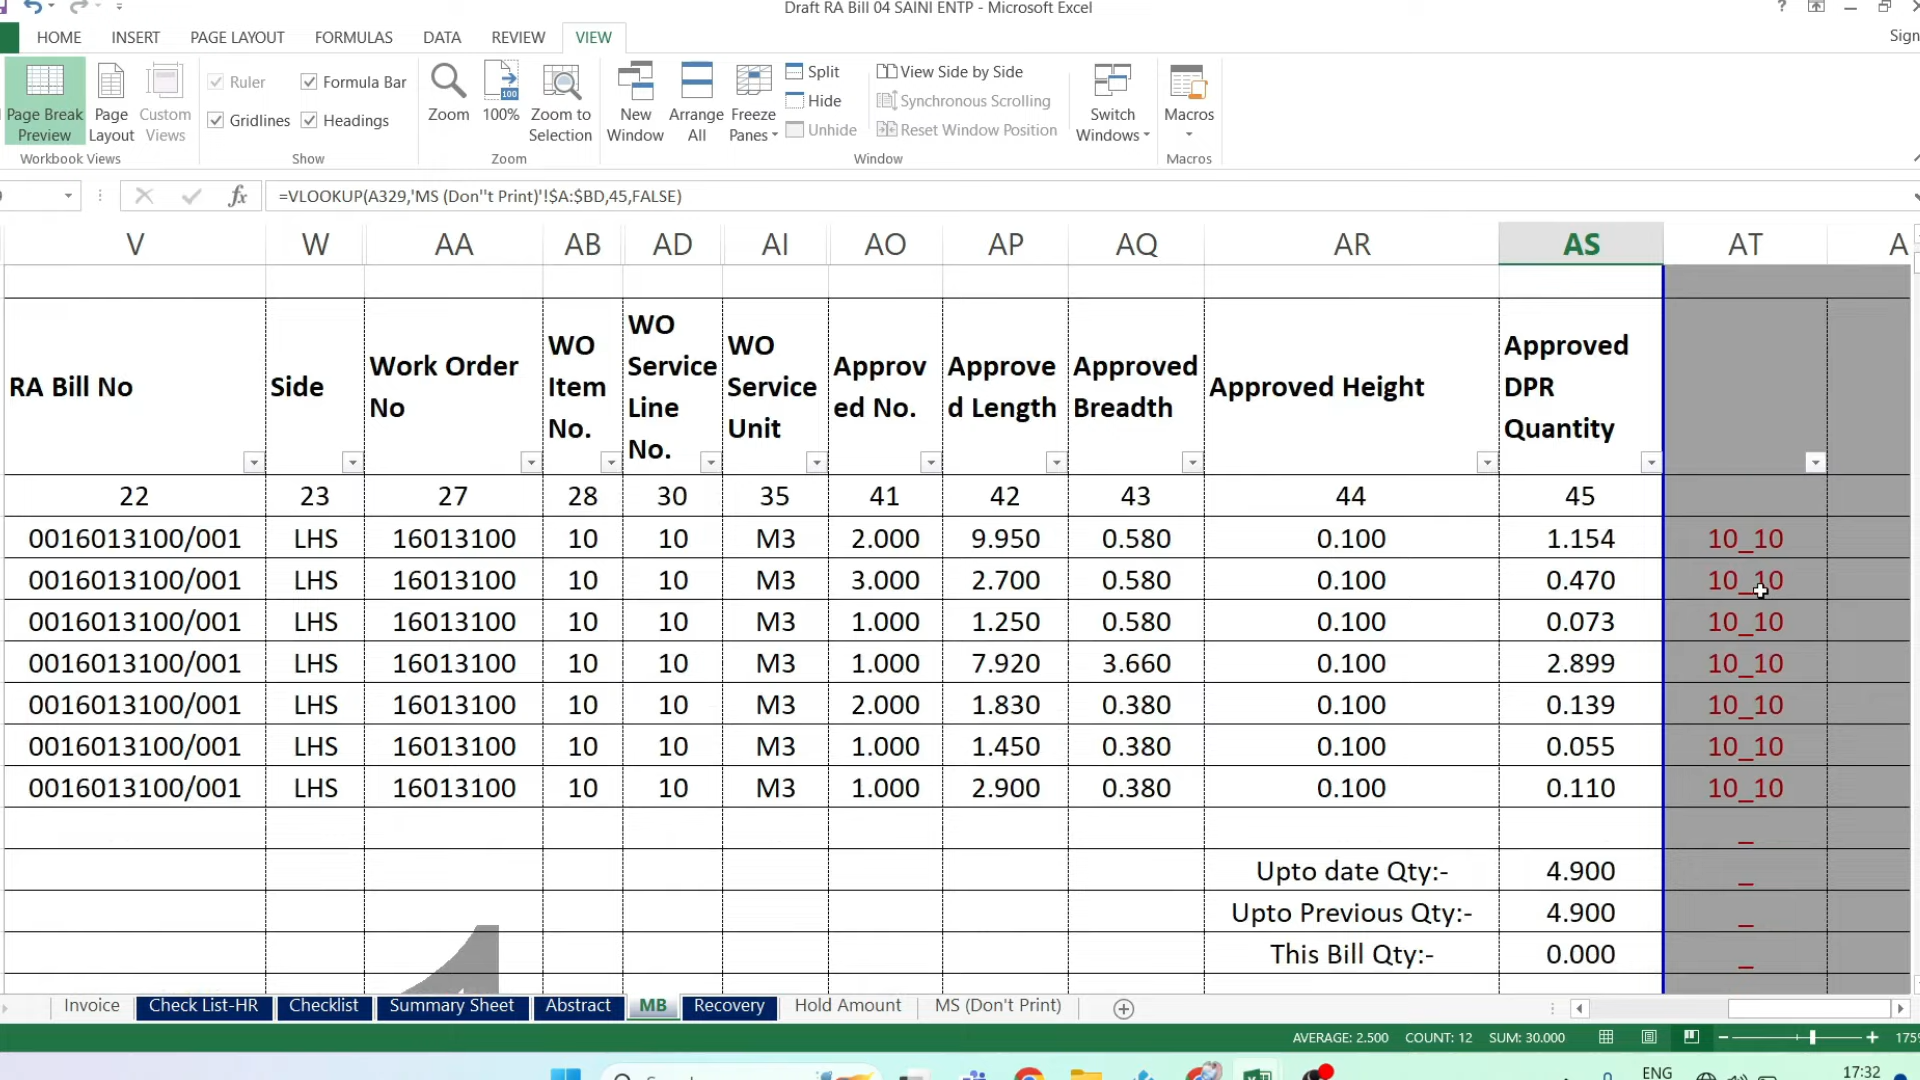 Draft RA Bill 04 SAINI ENTP - Microsoft Excel
?
HOME INSERT PAGE LAYOUT FORMULAS DATA REVIEW VIEW
Sign
Page Break Preview
Page Layout
Custom Views
Workbook Views
Ruler
Formula Bar
Gridlines
Headings
Show
Zoom
100
100%
Zoom to Selection
Zoom
New Window
Arrange All
Freeze Panes
Split
Hide
Unhide
View Side by Side
Synchronous Scrolling
Reset Window Position
Window
Switch Windows
Macros
Macros
fx =VLOOKUP(A329,'MS (Don''t Print)'!$A:$BD,45,FALSE)
V W AA AB AD AI AO AP AQ AR AS AT A
RA Bill No
Side
Work Order No
WO Item No.
WO Service Line No.
WO Service Unit
Approv ed No.
Approve d Length
Approved Breadth
Approved Height
Approved DPR Quantity
22 23 27 28 30 35 41 42 43 44 45
0016013100/001 LHS 16013100 10 10 M3 2.000 9.950 0.580 0.100 1.154 10_10
0016013100/001 LHS 16013100 10 10 M3 3.000 2.700 0.580 0.100 0.470 10_10
0016013100/001 LHS 16013100 10 10 M3 1.000 1.250 0.580 0.100 0.073 10_10
0016013100/001 LHS 16013100 10 10 M3 1.000 7.920 3.660 0.100 2.899 10_10
0016013100/001 LHS 16013100 10 10 M3 2.000 1.830 0.380 0.100 0.139 10_10
0016013100/001 LHS 16013100 10 10 M3 1.000 1.450 0.380 0.100 0.055 10_10
0016013100/001 LHS 16013100 10 10 M3 1.000 2.900 0.380 0.100 0.110 10_10
_
Upto date Qty:- 4.900 _
Upto Previous Qty:- 4.900 _
This Bill Qty:- 0.000 _
Invoice Check List-HR Checklist Summary Sheet Abstract MB Recovery Hold Amount MS (Don't Print)
AVERAGE: 2.500 COUNT: 12 SUM: 30.000
ENG 17:32